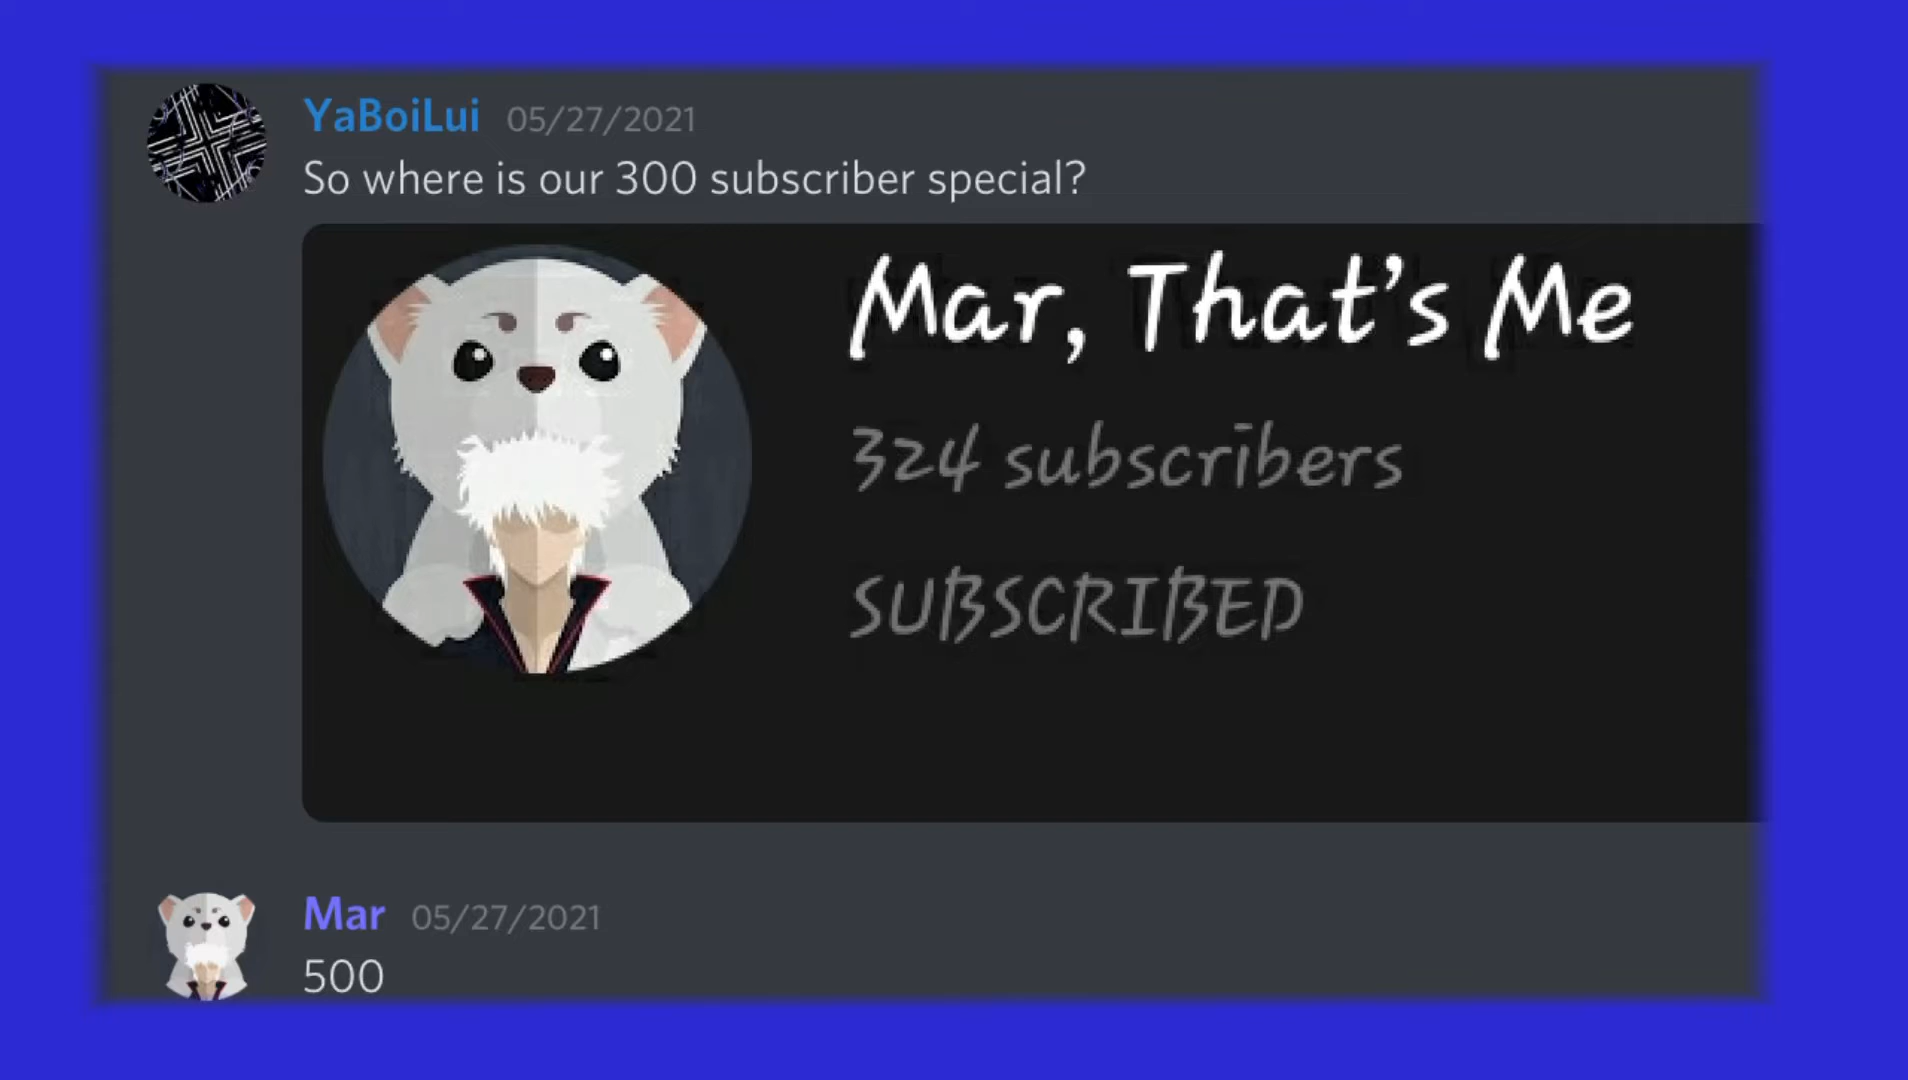 YaBoiLui 05/27/2021
So where is our 300 subscriber special?
Mar, That's Me
324 subscribers
SUBSCRIBED
Mar 05/27/2021
500